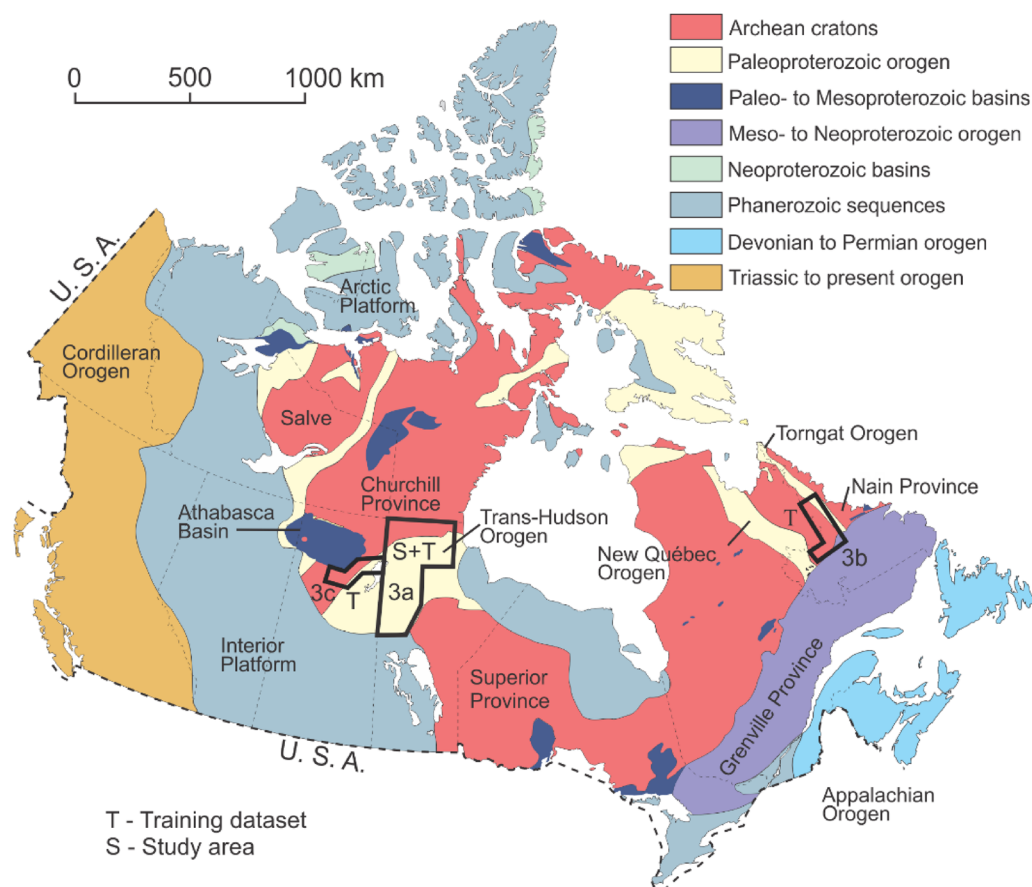 Archean cratons
Paleoproterozoic orogen
Paleo- to Mesoproterozoic basins
Meso- to Neoproterozoic orogen
Neoproterozoic basins
Phanerozoic sequences
Devonian to Permian orogen
Triassic to present orogen
0 500 1000 km
U. S. A.
Arctic
Platform
Cordilleran
Orogen
Salve
Torngat Orogen
Churchill
Province
Nain Province
Athabasca
Basin
Trans-Hudson
Orogen
T
S+T
New Québec
Orogen
3b
3c
T
3a
Interior
Platform
Superior
Province
Grenville Province
U. S. A.
Appalachian
Orogen
T - Training dataset
S - Study area